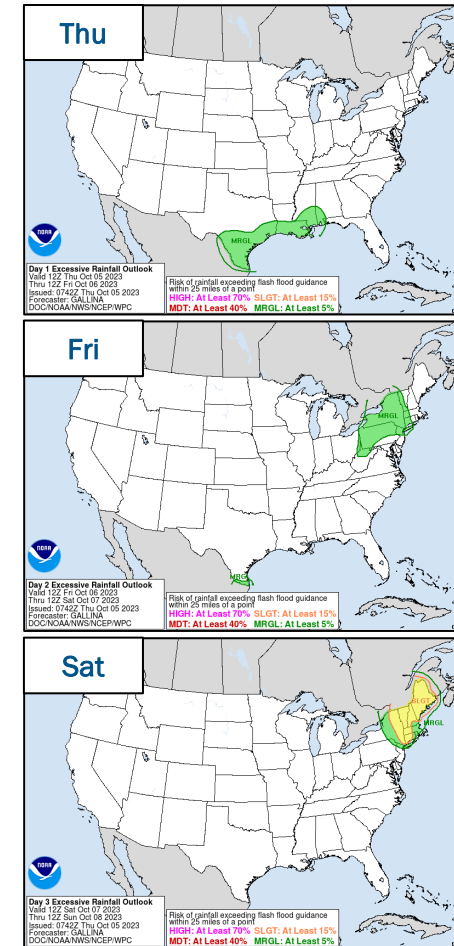 Thu
MRGL
NOAA
Day 1 Excessive Rainfall Outlook
Valid 12Z Thu Oct 05 2023
Thru 12Z Fri Oct 06 2023
Issued: 0742Z Thu Oct 05 2023
Forecaster: GALLINA
DOC/NOAA/NWS/NCEP/WPC
Risk of rainfall exceeding flash flood guidance
within 25 miles of a point
HIGH: At Least 70% SLGT: At Least 15%
MDT: At Least 40% MRGL: At Least 5%
Fri
MRGL
MRGL
NOAA
Day 2 Excessive Rainfall Outlook
Valid 12Z Fri Oct 06 2023
Thru 12Z Sat Oct 07 2023
Issued: 0742Z Thu Oct 05 2023
Forecaster: GALLINA
DOC/NOAA/NWS/NCEP/WPC
Risk of rainfall exceeding flash flood guidance
within 25 miles of a point
HIGH: At Least 70% SLGT: At Least 15%
MDT: At Least 40% MRGL: At Least 5%
Sat
SLGT
MRGL
NOAA
Day 3 Excessive Rainfall Outlook
Valid 12Z Sat Oct 07 2023
Thru 12Z Sun Oct 08 2023
Issued: 0742Z Thu Oct 05 2023
Forecaster: GALLINA
DOC/NOAA/NWS/NCEP/WPC
Risk of rainfall exceeding flash flood guidance
within 25 miles of a point
HIGH: At Least 70% SLGT: At Least 15%
MDT: At Least 40% MRGL: At Least 5%